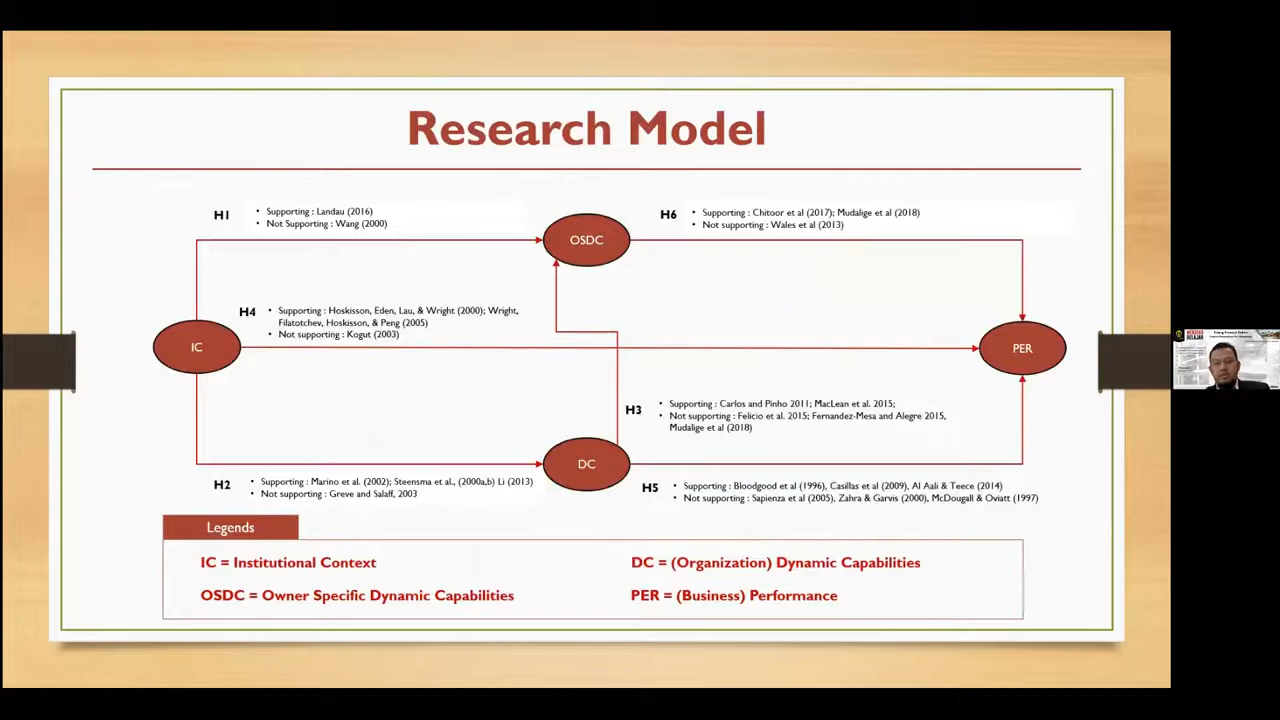 Research Model
H1
• Supporting : Landau (2016)
• Not Supporting : Wang (2000)
H6
• Supporting : Chitoor et al (2017); Mudalige et al (2018)
• Not supporting : Wales et al (2013)
OSDC
H4
• Supporting : Hoskisson, Eden, Lau, & Wright (2000); Wright,
Filatotchev, Hoskisson, & Peng (2005)
• Not supporting : Kogut (2003)
IC
PER
H3
• Supporting : Carlos and Pinho 2011; MacLean et al. 2015;
• Not supporting : Felicio et al. 2015; Fernandez-Mesa and Alegre 2015,
Mudalige et al (2018)
DC
H2
• Supporting : Marino et al. (2002); Steensma et al., (2000a,b) Li (2013)
• Not supporting : Greve and Salaff, 2003
H5
• Supporting : Bloodgood et al (1996), Casillas et al (2009), Al Aali & Teece (2014)
• Not supporting : Sapienza et al (2005), Zahra & Garvis (2000), McDougall & Oviatt (1997)
Legends
IC = Institutional Context
DC = (Organization) Dynamic Capabilities
OSDC = Owner Specific Dynamic Capabilities
PER = (Business) Performance
MERDEKA
BELAJAR